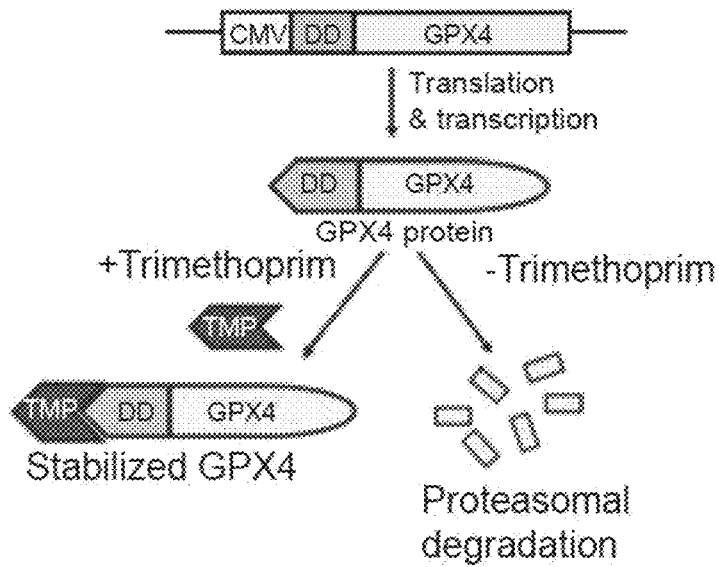 CMV DD GPX4
Translation
& transcription
DD GPX4
GPX4 protein
+Trimethoprim
-Trimethoprim
TMP
TMP DD GPX4
Stabilized GPX4
Proteasomal
degradation